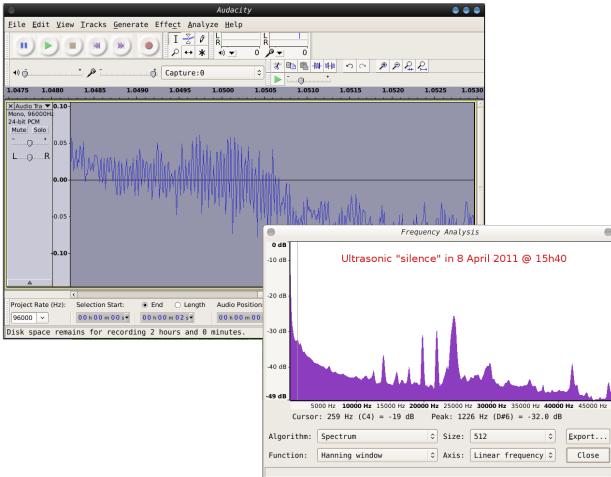 Audacity
File Edit View Tracks Generate Effect Analyze Help
L
R
L
R
Capture:0
1.0475 1.0480 1.0485 1.0490 1.0495 1.0500 1.0505 1.0510 1.0515 1.0520 1.0530
Audio Tra
Mono, 96000Hz
24-bit PCM
Mute Solo
- +
L R
0.10
0.05
0.00
-0.05
-0.10
Project Rate (Hz): Selection Start: End Length Audio Position:
96000 00 h 00 m 00 s 00 h 00 m 02 s 00 h 00 m
Disk space remains for recording 2 hours and 0 minutes.
Frequency Analysis
Ultrasonic "silence" in 8 April 2011 @ 15h40
0 dB
-10 dB
-20 dB
-30 dB
-40 dB
-49 dB
5000 Hz 10000 Hz 15000 Hz 20000 Hz 25000 Hz 30000 Hz 35000 Hz 40000 Hz 45000 Hz
Cursor: 259 Hz (C4) = -19 dB Peak: 1226 Hz (D#6) = -32.0 dB
Algorithm: Spectrum Size: 512 Export...
Function: Hanning window Axis: Linear frequency Close